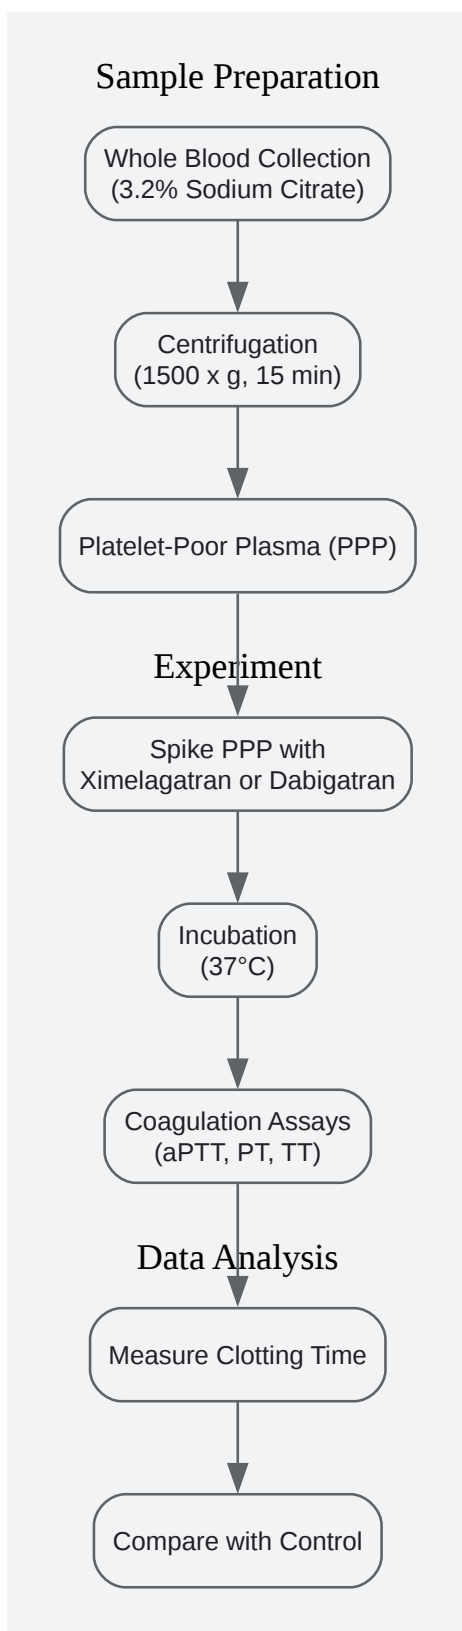 Sample Preparation
Whole Blood Collection
(3.2% Sodium Citrate)
Centrifugation
(1500 x g, 15 min)
Platelet-Poor Plasma (PPP)
Experiment
Spike PPP with
Ximelagatran or Dabigatran
Incubation
(37°C)
Coagulation Assays
(aPTT, PT, TT)
Data Analysis
Measure Clotting Time
Compare with Control